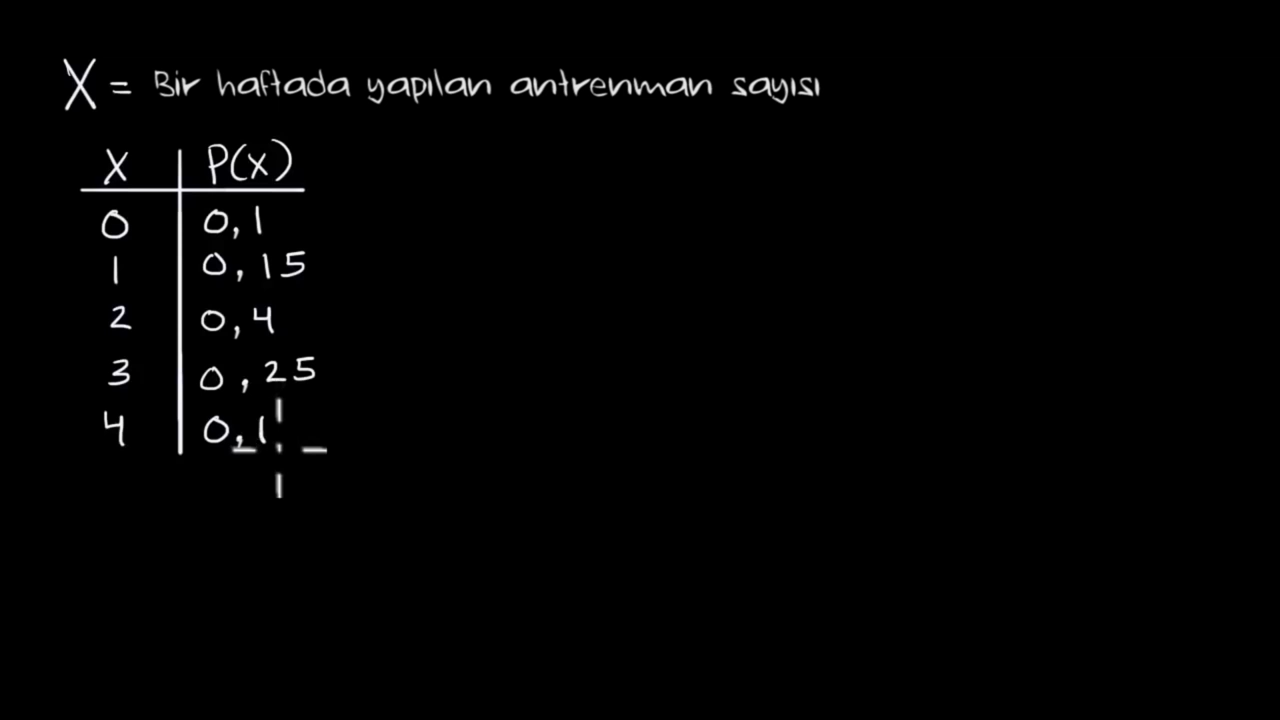 X = Bir haftada yapılan antrenman sayısı
X P(X)
0 0,1
1 0,15
2 0,4
3 0,25
4 0,1